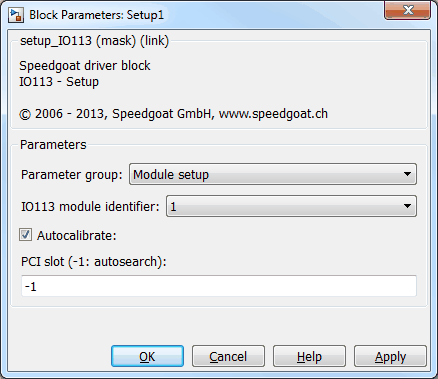 Block Parameters: Setup1
setup_IO113 (mask) (link)
Speedgoat driver block
IO113 - Setup
© 2006 - 2013, Speedgoat GmbH, www.speedgoat.ch
Parameters
Parameter group: Module setup
IO113 module identifier: 1
Autocalibrate:
PCI slot (-1: autosearch):
-1
OK Cancel Help Apply